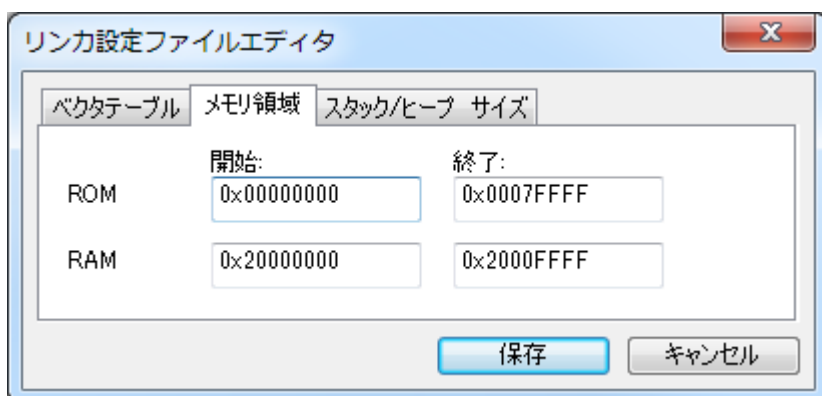 リンカ設定ファイルエディタ
ベクタテーブル メモリ領域 スタック/ヒープ サイズ
開始: 終了:
ROM 0x00000000 0x0007FFFF
RAM 0x20000000 0x2000FFFF
保存 キャンセル